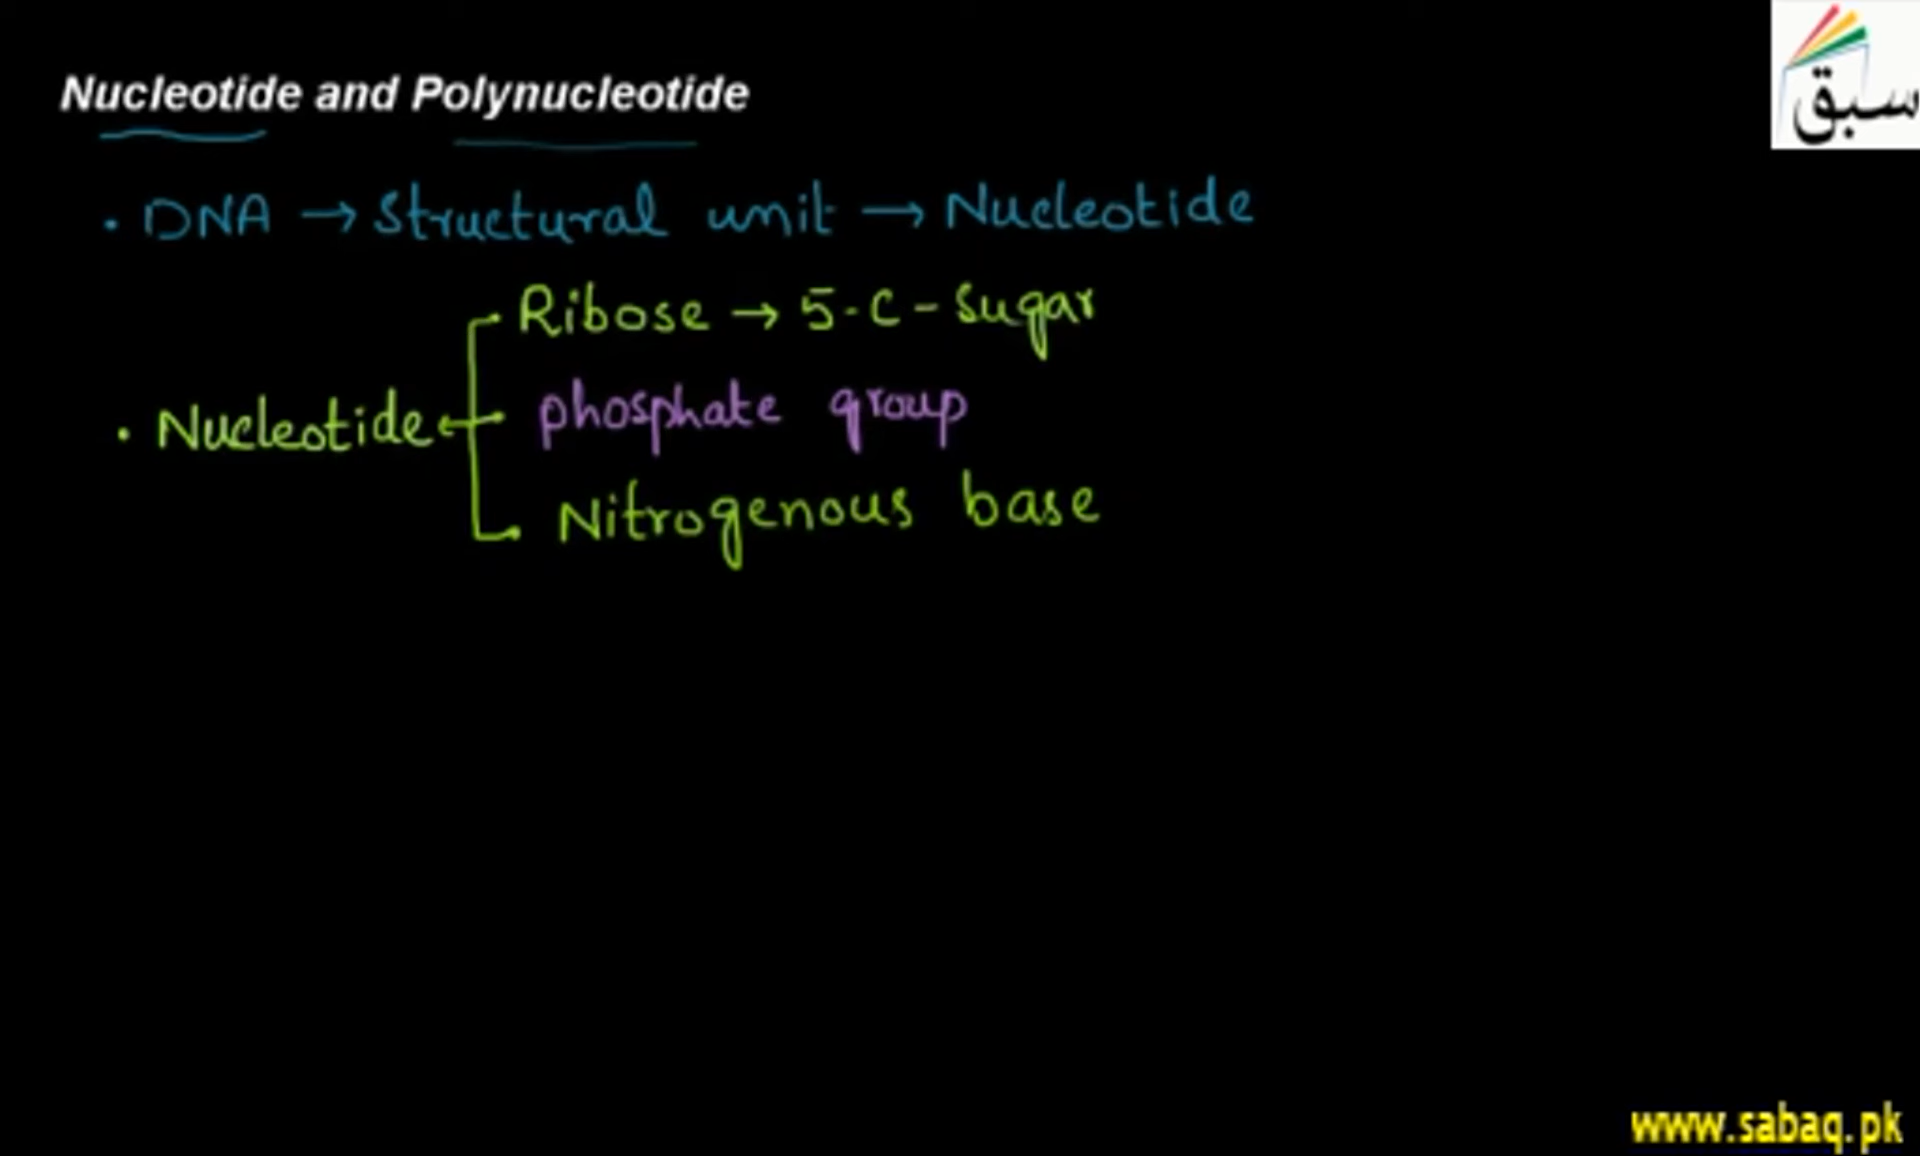 Nucleotide and Polynucleotide
سبق
. DNA → Structural unit → Nucleotide
Ribose → 5-C-Sugar
. Nucleotide
phosphate group
Nitrogenous base
www.sabaq.pk